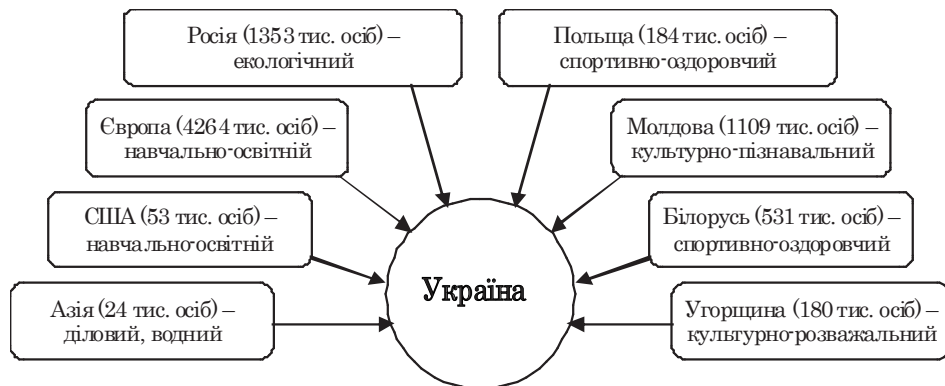 Росія (1353 тис. осіб) –
екологічний
Польща (184 тис. осіб) –
спортивно-оздоровчий
Європа (4264 тис. осіб) –
навчально-освітній
Молдова (1109 тис. осіб) –
культурно-пізнавальний
США (53 тис. осіб) –
навчально-освітній
Білорусь (531 тис. осіб) –
спортивно-оздоровчий
Україна
Азія (24 тис. осіб) –
діловий, водний
Угорщина (180 тис. осіб) –
культурно-розважальний